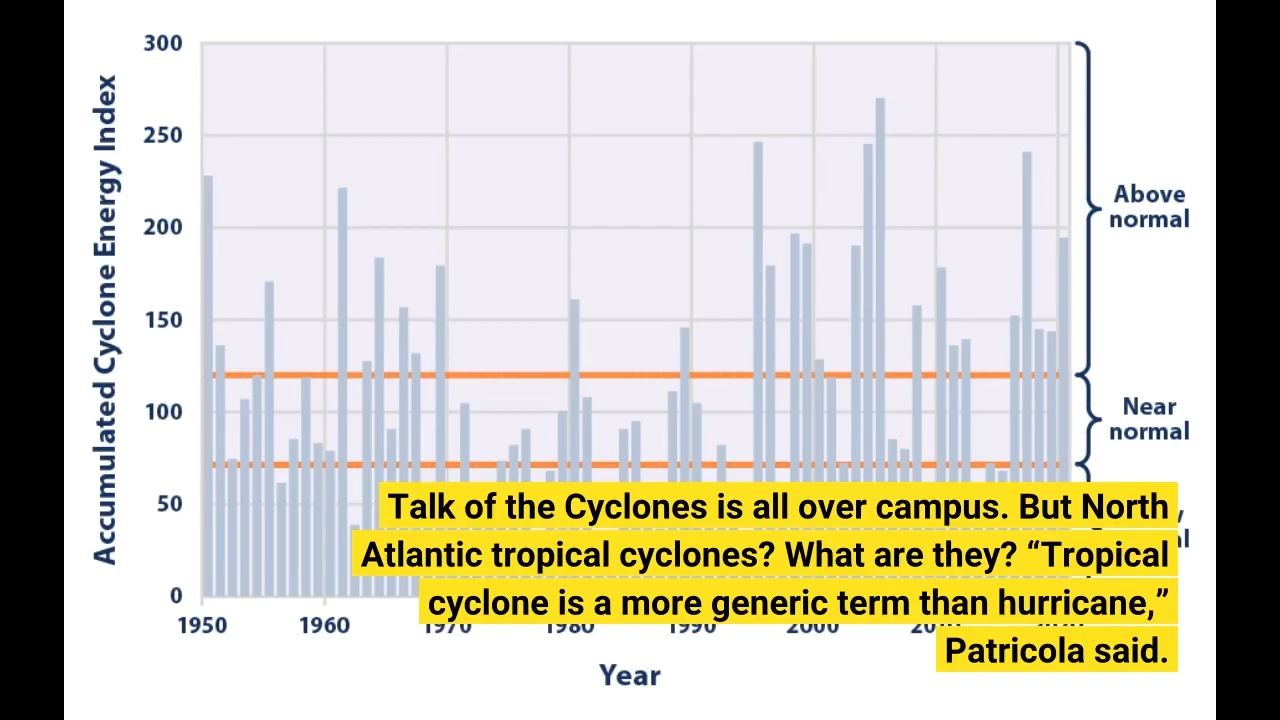 300
250
200
150
100
50
0
Accumulated Cyclone Energy Index
Above
normal
Near
normal
Talk of the Cyclones is all over campus. But North
Atlantic tropical cyclones? What are they? “Tropical
cyclone is a more generic term than hurricane,”
Patricola said.
1950 1960 1970 1980 1990 2000
Year